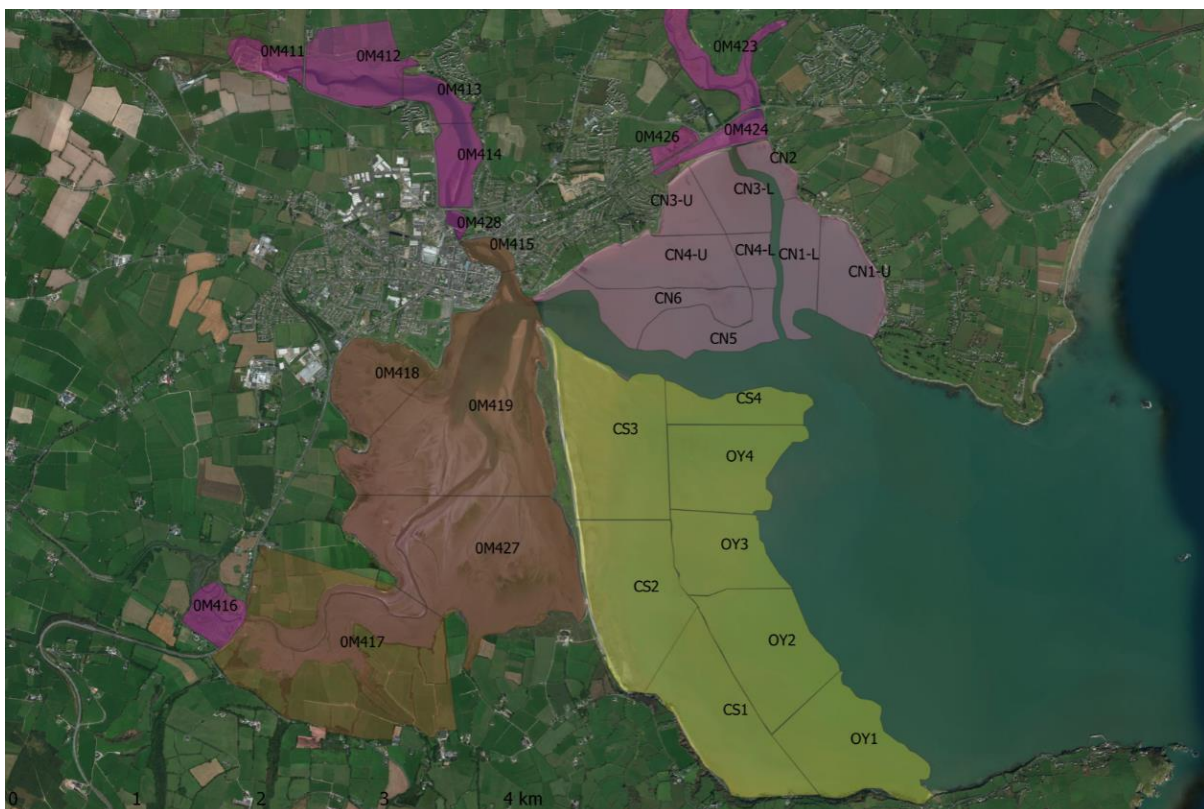 0M411
0M412
0M423
0M413
0M424
0M426
0M414
CN2
CN3-L
CN3-U
0M428
0M415
CN4-U
CN4-L
CN1-L
CN1-U
CN6
CN5
0M418
0M419
CS4
CS3
OY4
0M427
OY3
CS2
0M416
0M417
OY2
CS1
OY1
0 1 2 3 4 km